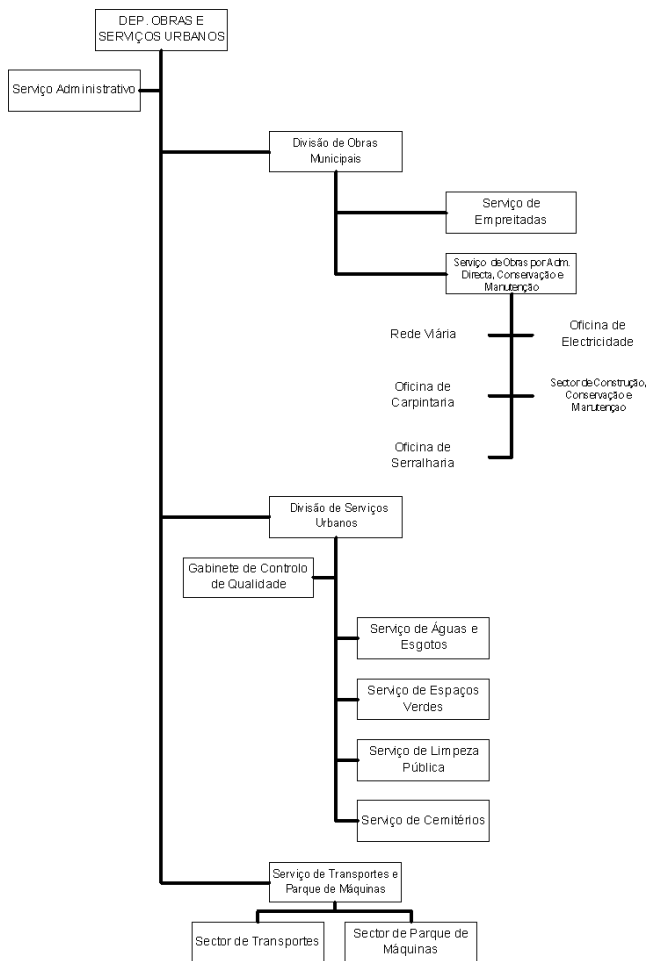 DEP. OBRAS E
SERVIÇOS URBANOS
Serviço Administrativo
Divisão de Obras
Municipais
Serviço de
Empreitadas
Serviço de Obras por Adm.
Directa, Conservação e
Manutenção
Rede Viária
Oficina de
Electricidade
Oficina de
Carpintaria
Sector de Construção,
Conservação e
Manutençao
Oficina de
Serralharia
Divisão de Serviços
Urbanos
Gabinete de Controlo
de Qualidade
Serviço de Águas e
Esgotos
Serviço de Espaços
Verdes
Serviço de Limpeza
Pública
Serviço de Cemitérios
Serviço de Transportes e
Parque de Máquinas
Sector de Transportes
Sector de Parque de
Máquinas